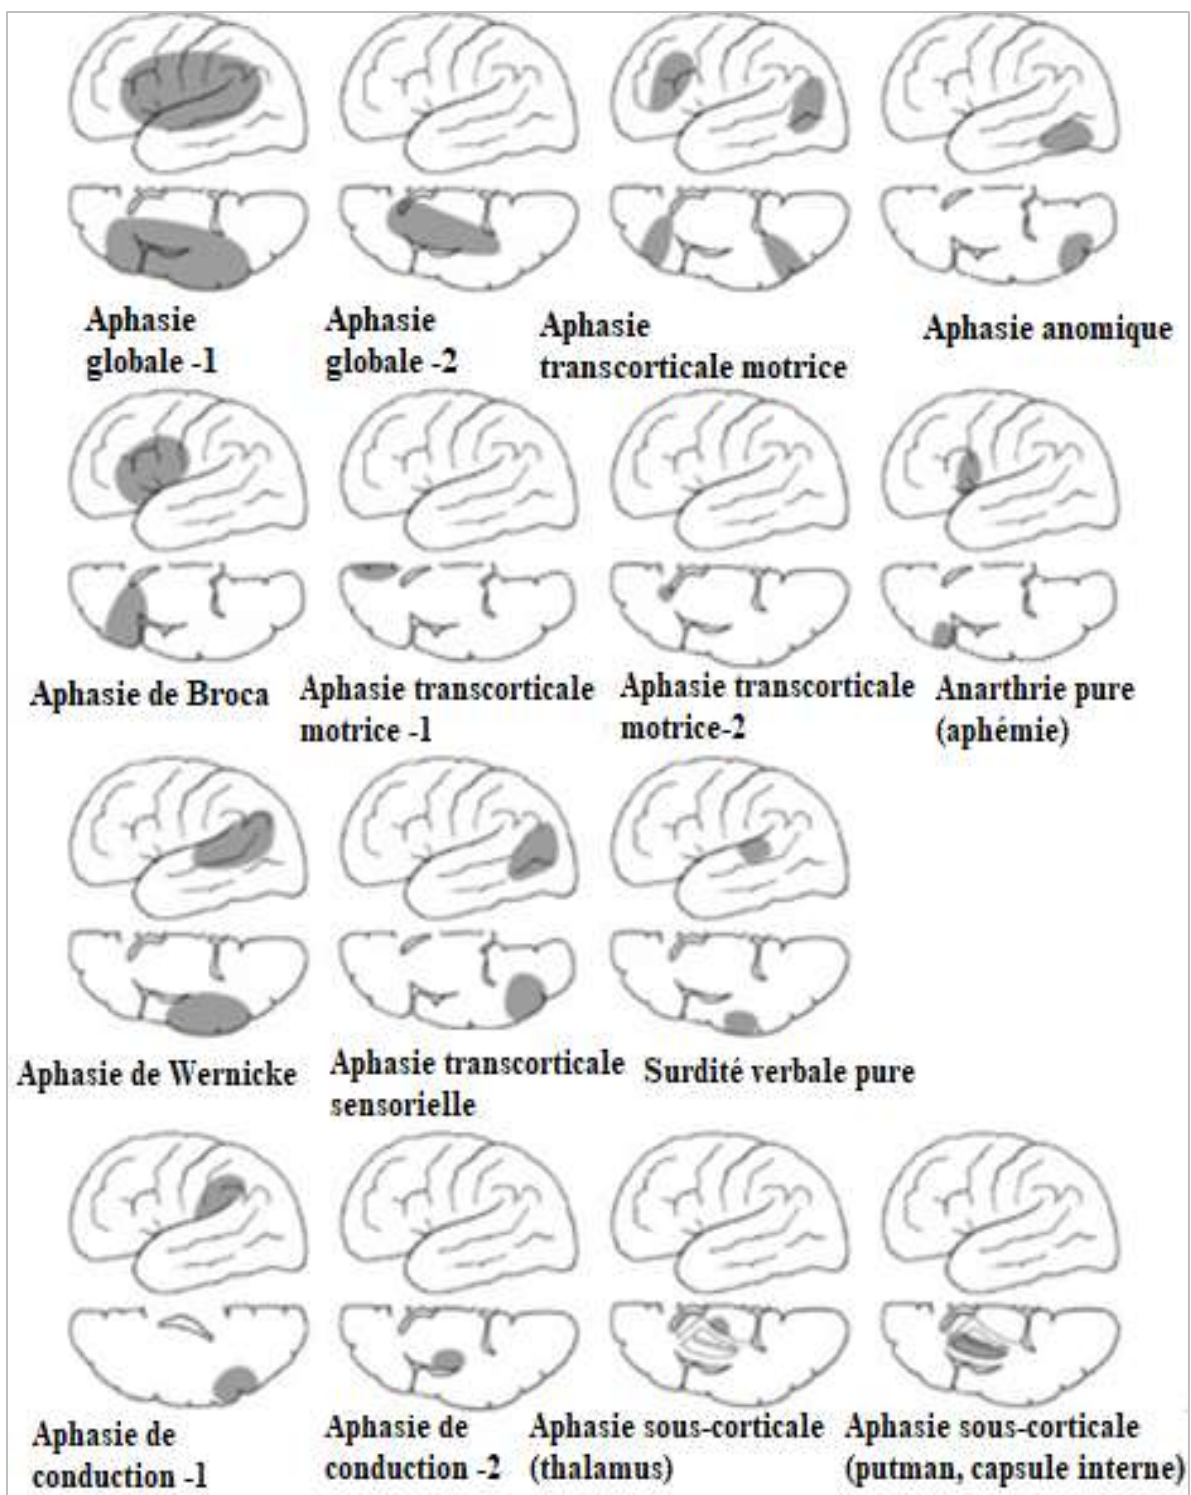 Aphasie
globale -1
Aphasie
globale -2
Aphasie
transcorticale motrice
Aphasie anomique
Aphasie de Broca
Aphasie transcorticale
motrice -1
Aphasie transcorticale
motrice-2
Anarthrie pure
(aphémie)
Aphasie de Wernicke
Aphasie transcorticale
sensorielle
Surdité verbale pure
Aphasie de
conduction -1
Aphasie de
conduction -2
Aphasie sous-corticale
(thalamus)
Aphasie sous-corticale
(putman, capsule interne)